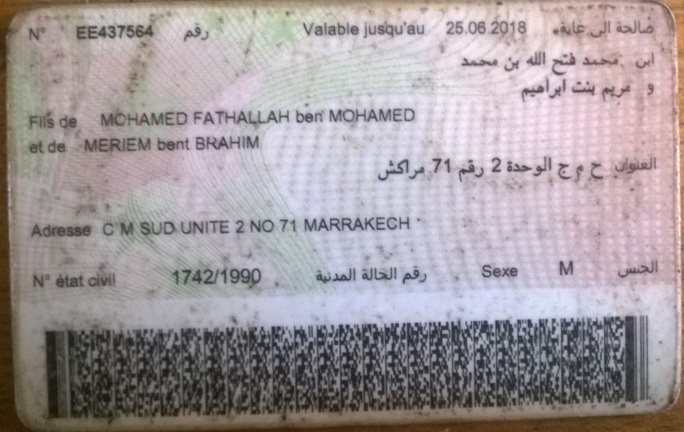 N° EE437564 رقم Valable jusqu'au 25.06.2018 صالحة الى غاية
ابن محمد فتح الله بن محمد
و مريم بنت ابراهيم
Fils de MOHAMED FATHALLAH ben MOHAMED
et de MERIEM bent BRAHIM
العنوان ح م ج الوحدة 2 رقم 71 مراكش
Adresse C M SUD UNITE 2 NO 71 MARRAKECH
N° état civil 1742/1990 رقم الحالة المدنية Sexe M الجنس